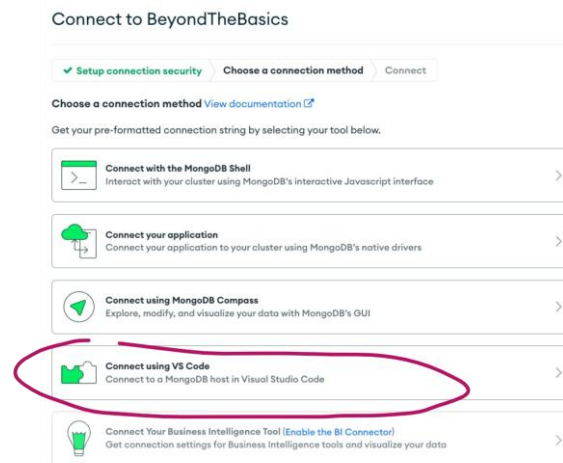 Connect to BeyondTheBasics
✔ Setup connection security Choose a connection method Connect
Choose a connection method View documentation
Get your pre-formatted connection string by selecting your tool below.
Connect with the MongoDB Shell
Interact with your cluster using MongoDB's interactive Javascript interface
Connect your application
Connect your application to your cluster using MongoDB's native drivers
Connect using MongoDB Compass
Explore, modify, and visualize your data with MongoDB's GUI
Connect using VS Code
Connect to a MongoDB host in Visual Studio Code
Connect Your Business Intelligence Tool (Enable the BI Connector)
Get connection settings for Business Intelligence tools and visualize your data